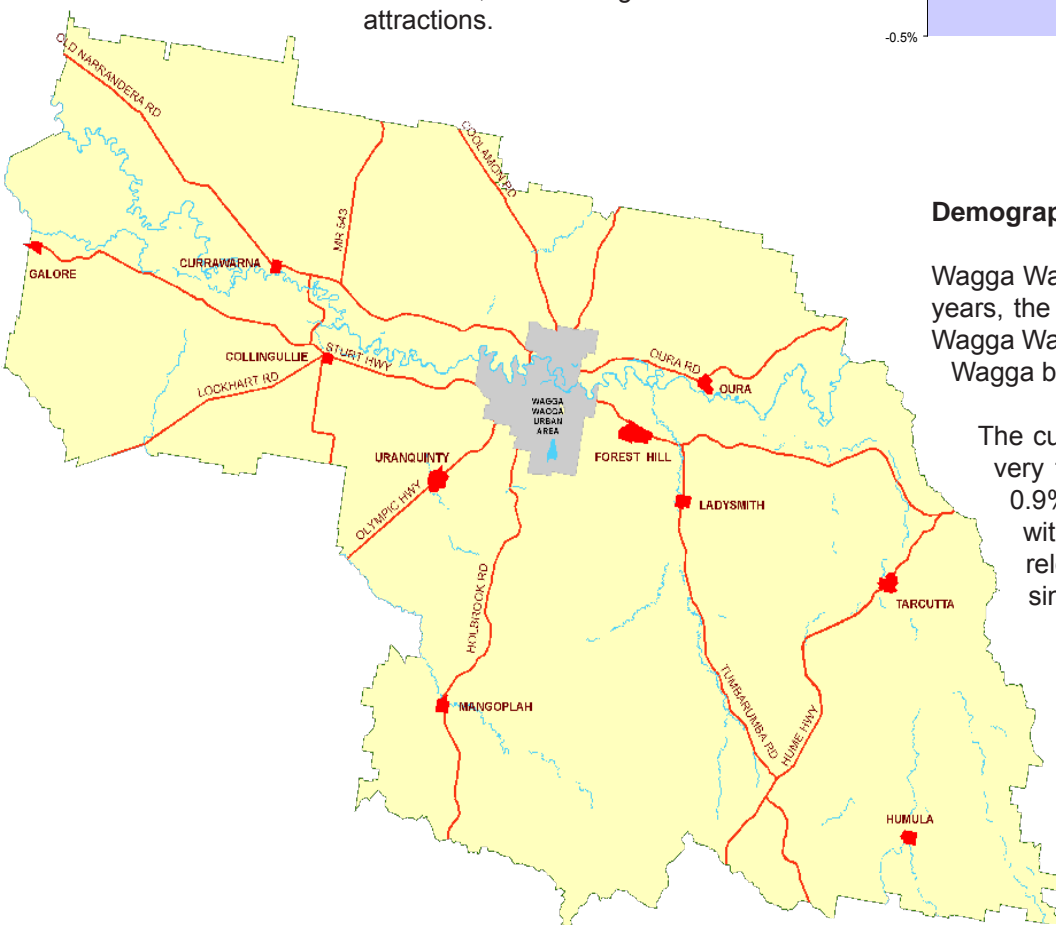 attractions.
-0.5%
OLD NARRANDERA RD
COOLAMON RD
MR 543
GALORE
CURRAWARNA
COLLINGULLIE
STURT HWY
LOCKHART RD
WAGGA
WAGGA
URBAN
AREA
OURA RD
OURA
FOREST HILL
URANQUINTY
OLYMPIC HWY
LADYSMITH
HOLBROOK RD
TARCUTTA
MANGOPLAH
TUMBARUMBA RD
HUME HWY
HUMULA
Demograp
Wagga Wa
years, the
Wagga Wa
Wagga b
The cu
very
0.9%
wit
rel
sin